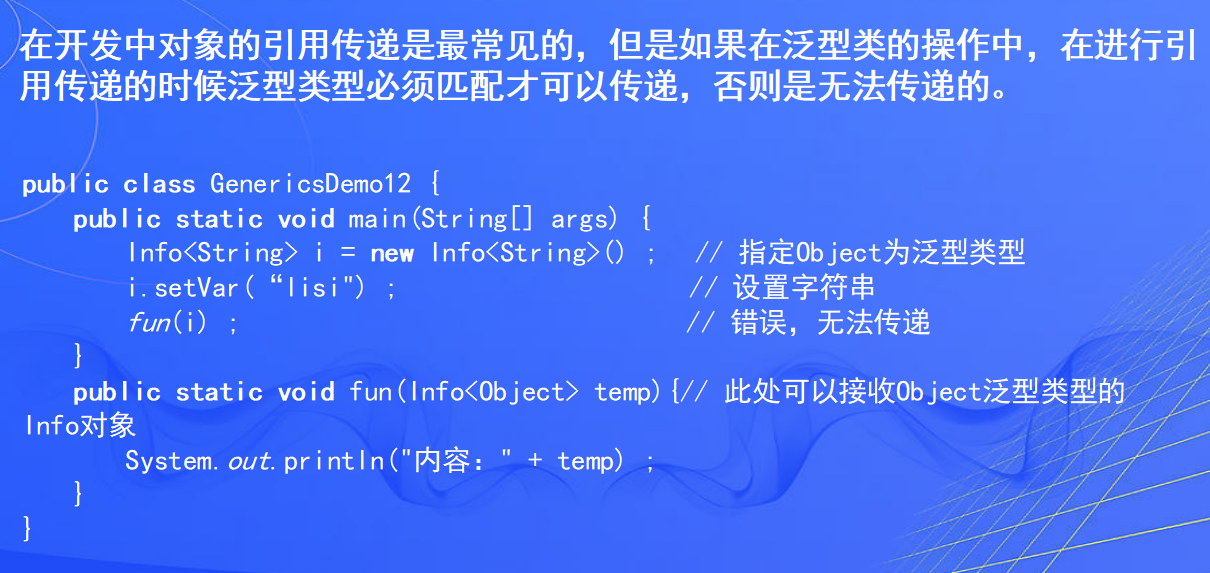 在开发中对象的引用传递是最常见的，但是如果在泛型类的操作中，在进行引
用传递的时候泛型类型必须匹配才可以传递，否则是无法传递的。
public class GenericsDemo12 {
public static void main(String[] args) {
Info<String> i = new Info<String>() ; // 指定Object为泛型类型
i.setVar(“lisi") ; // 设置字符串
fun(i) ; // 错误，无法传递
}
public static void fun(Info<Object> temp){// 此处可以接收Object泛型类型的
Info对象
System.out.println("内容：" + temp) ;
}
}